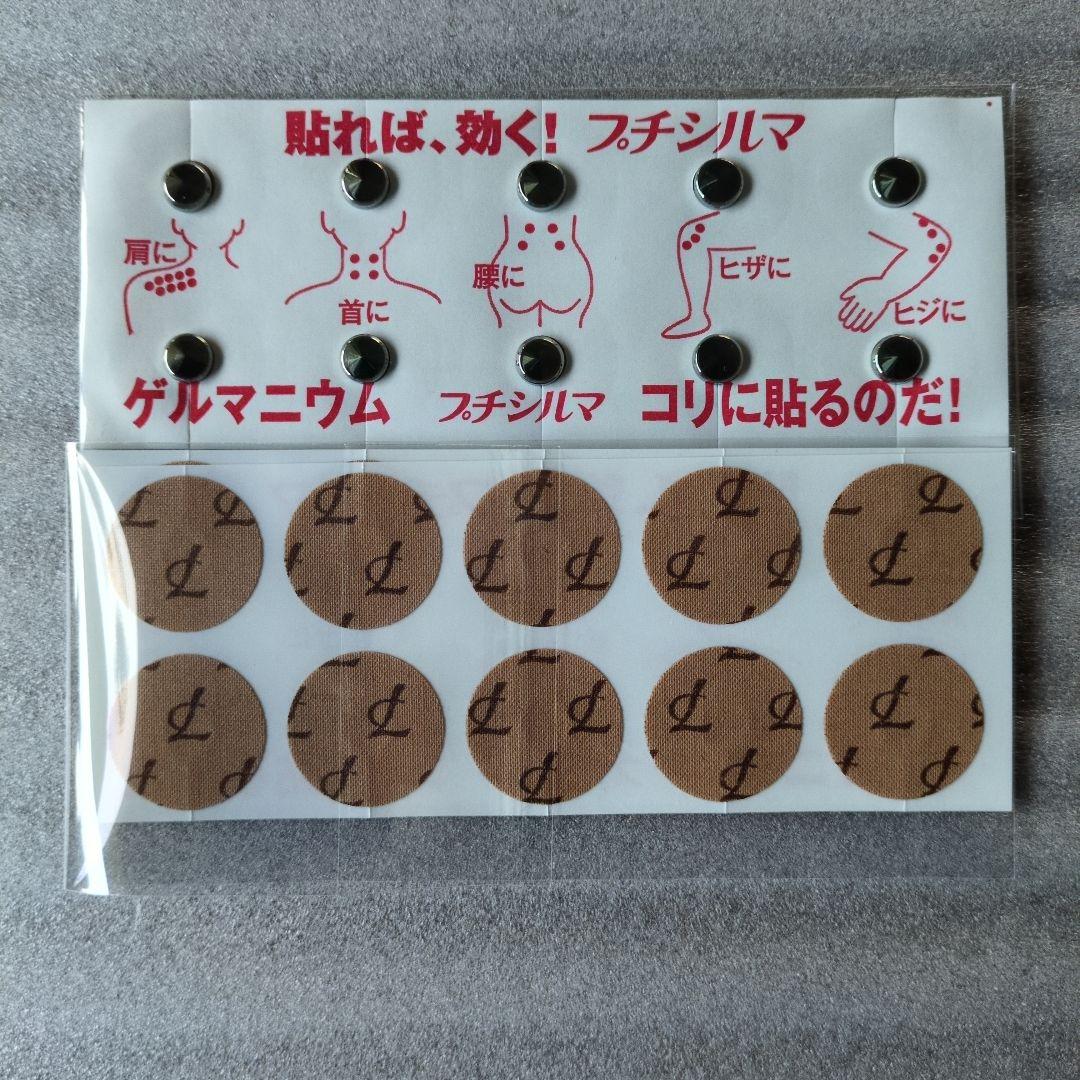 貼れば、効く! プチシルマ
肩に
首に
腰に
ヒザに
ヒジに
ゲルマニウム プチシルマ コリに貼るのだ!